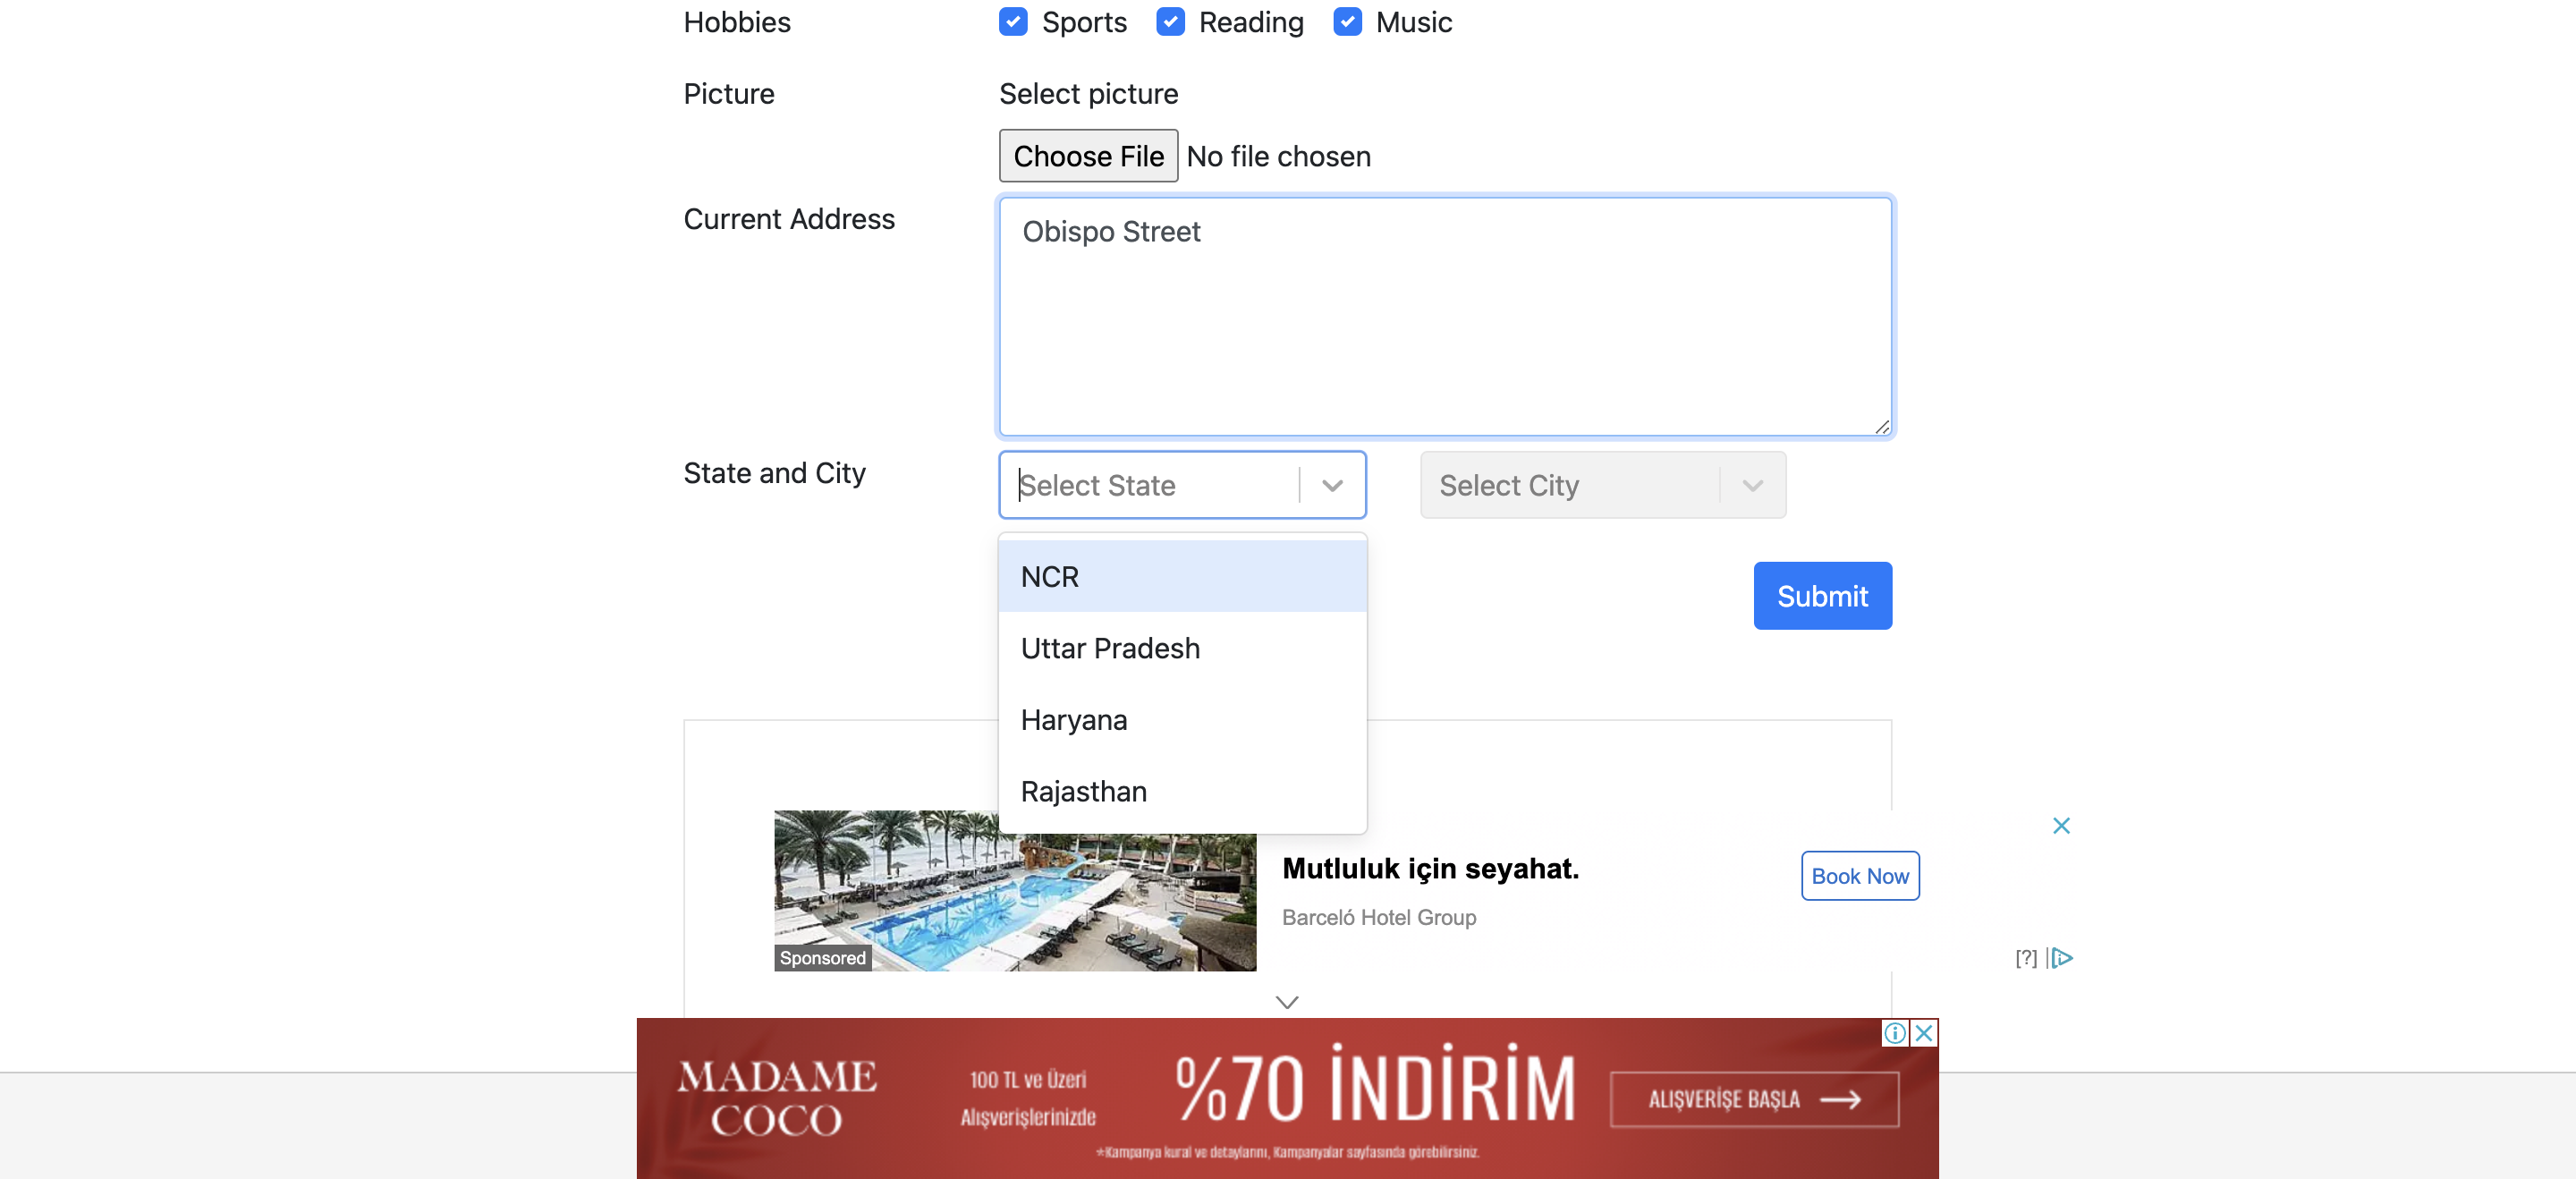 Hobbies
Sports Reading Music
Picture
Select picture
Choose File No file chosen
Current Address
Obispo Street
State and City
Select State
Select City
NCR
Uttar Pradesh
Haryana
Rajasthan
Submit
Sponsored
Mutluluk için seyahat.
Barceló Hotel Group
Book Now
[?]
MADAME
COCO
100 TL ve Üzeri
Alışverişlerinizde
%70 İNDİRİM
ALIŞVERİŞE BAŞLA
*Kampanya kural ve detaylarını, Kampanyalar sayfasında görebilirsiniz.